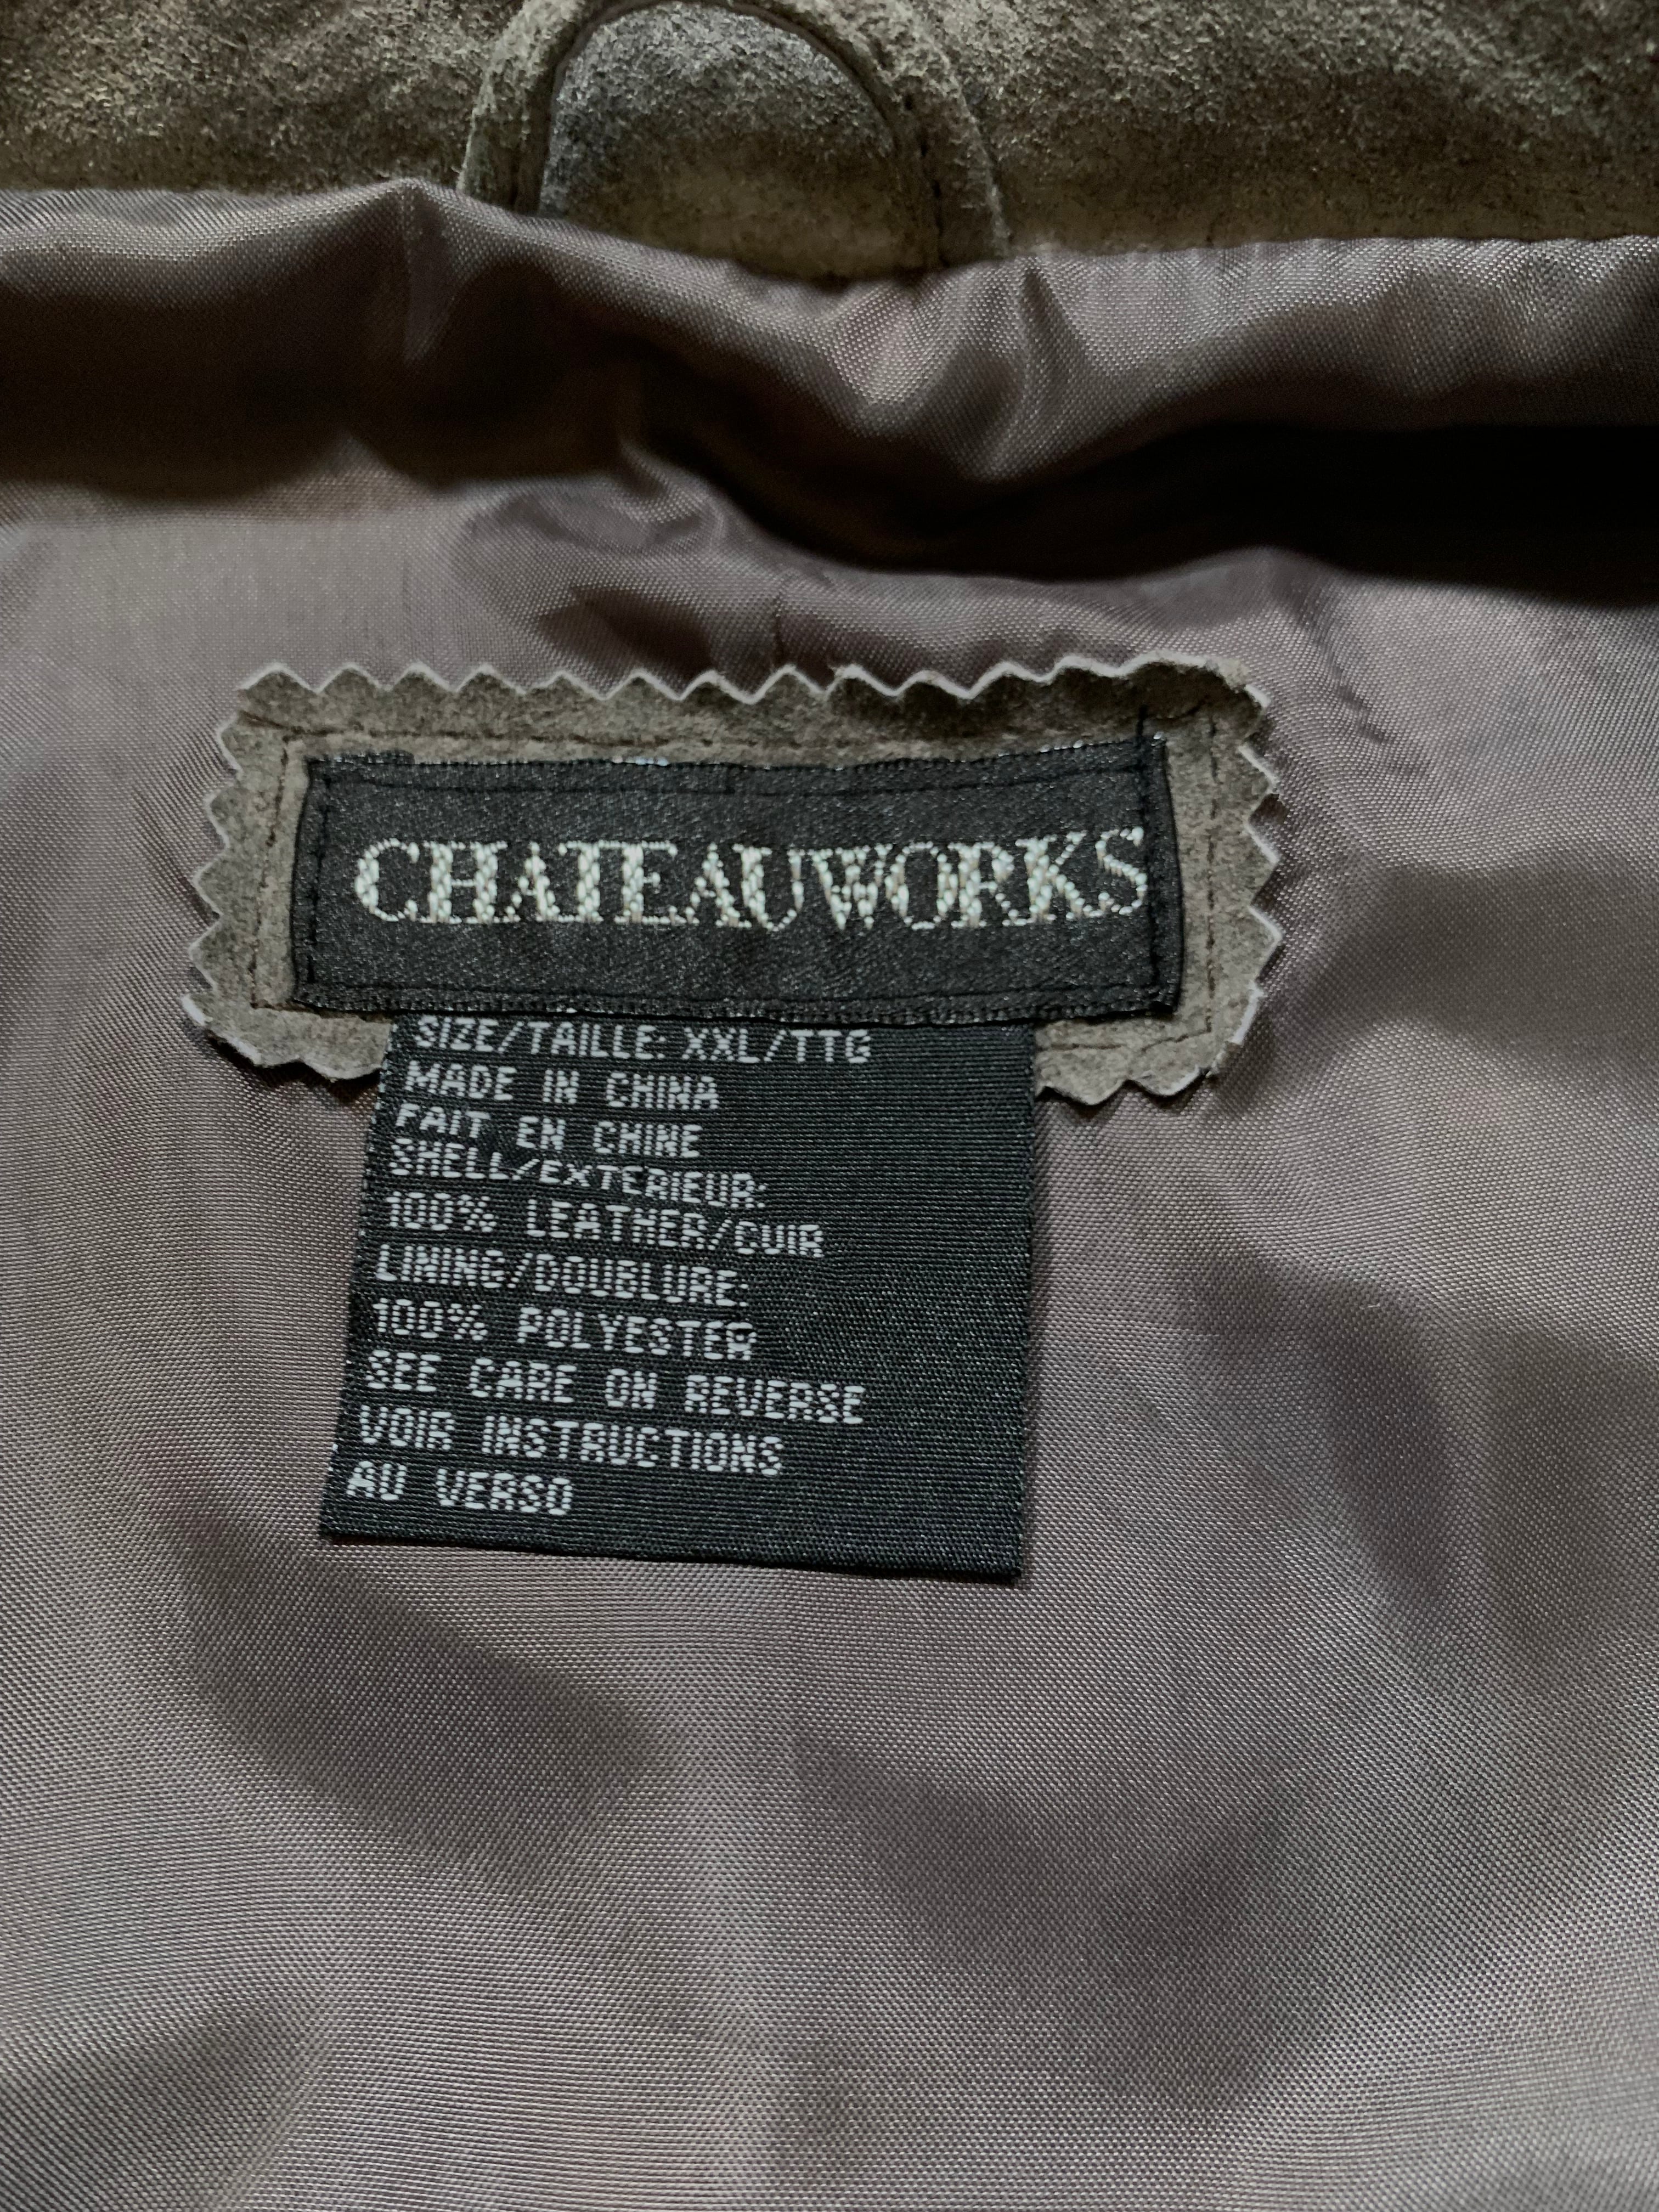 CHATEAUWORKS
SIZE/TAILLE: XXL/TTG
MADE IN CHINA
FAIT EN CHINE
SHELL/EXTERIEUR:
100% LEATHER/CUIR
LINING/DOUBLURE:
100% POLYESTER
SEE CARE ON REVERSE
VOIR INSTRUCTIONS
AU VERSO